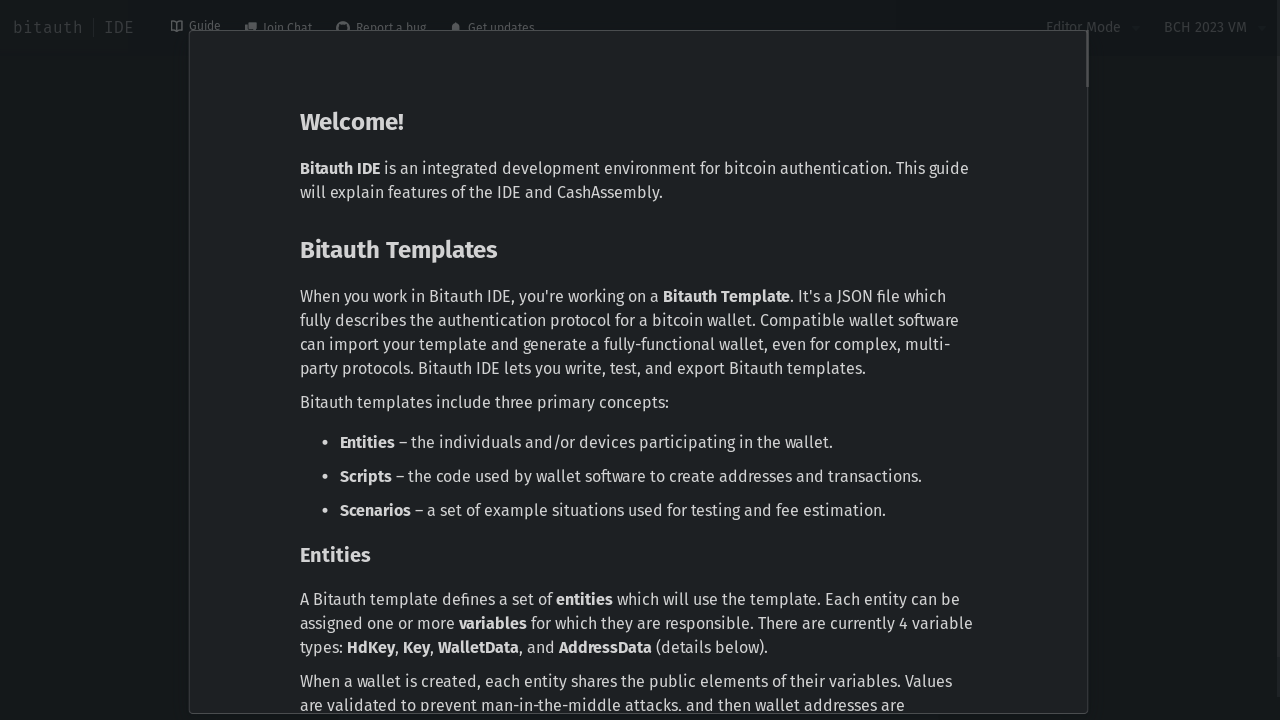 bitauth | IDE
Guide
Join Chat
Report a bug
Get updates
Editor Mode
BCH 2023 VM
Welcome!
Bitauth IDE is an integrated development environment for bitcoin authentication. This guide
will explain features of the IDE and CashAssembly.
Bitauth Templates
When you work in Bitauth IDE, you're working on a Bitauth Template. It's a JSON file which
fully describes the authentication protocol for a bitcoin wallet. Compatible wallet software
can import your template and generate a fully-functional wallet, even for complex, multi-
party protocols. Bitauth IDE lets you write, test, and export Bitauth templates.
Bitauth templates include three primary concepts:
• Entities – the individuals and/or devices participating in the wallet.
• Scripts – the code used by wallet software to create addresses and transactions.
• Scenarios – a set of example situations used for testing and fee estimation.
Entities
A Bitauth template defines a set of entities which will use the template. Each entity can be
assigned one or more variables for which they are responsible. There are currently 4 variable
types: HdKey, Key, WalletData, and AddressData (details below).
When a wallet is created, each entity shares the public elements of their variables. Values
are validated to prevent man-in-the-middle attacks, and then wallet addresses are